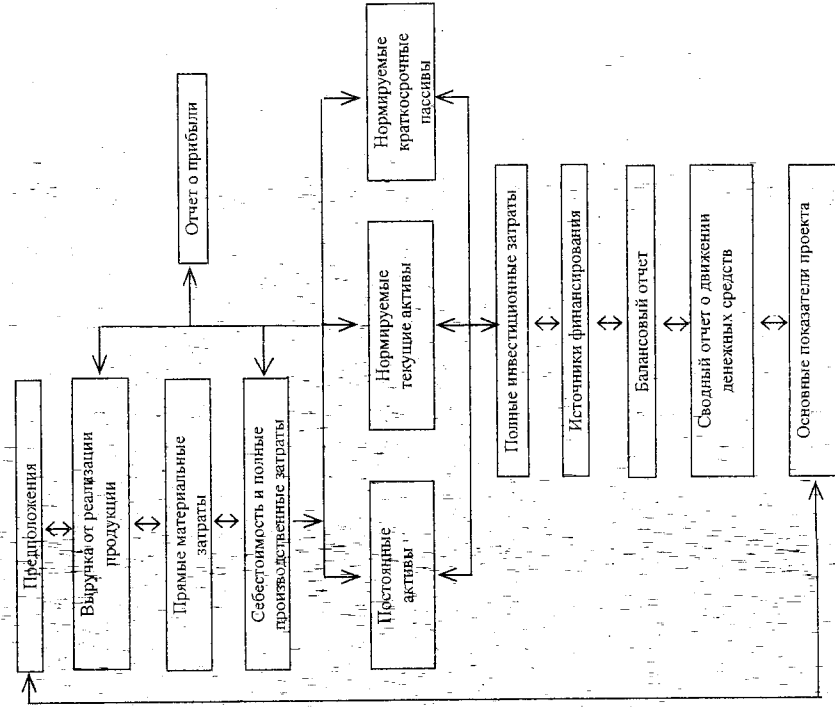 Предположения
Выручка от реализации
продукции
Прямые материальные
затраты
Себестоимость и полные
производственные затраты
Отчет о прибыли
Постоянные
активы
Нормируемые
текущие активы
Нормируемые
краткосрочные
пассивы
Полные инвестиционные затраты
Источники финансирования
Балансовый отчет
Сводный отчет о движении
денежных средств
Основные показатели проекта